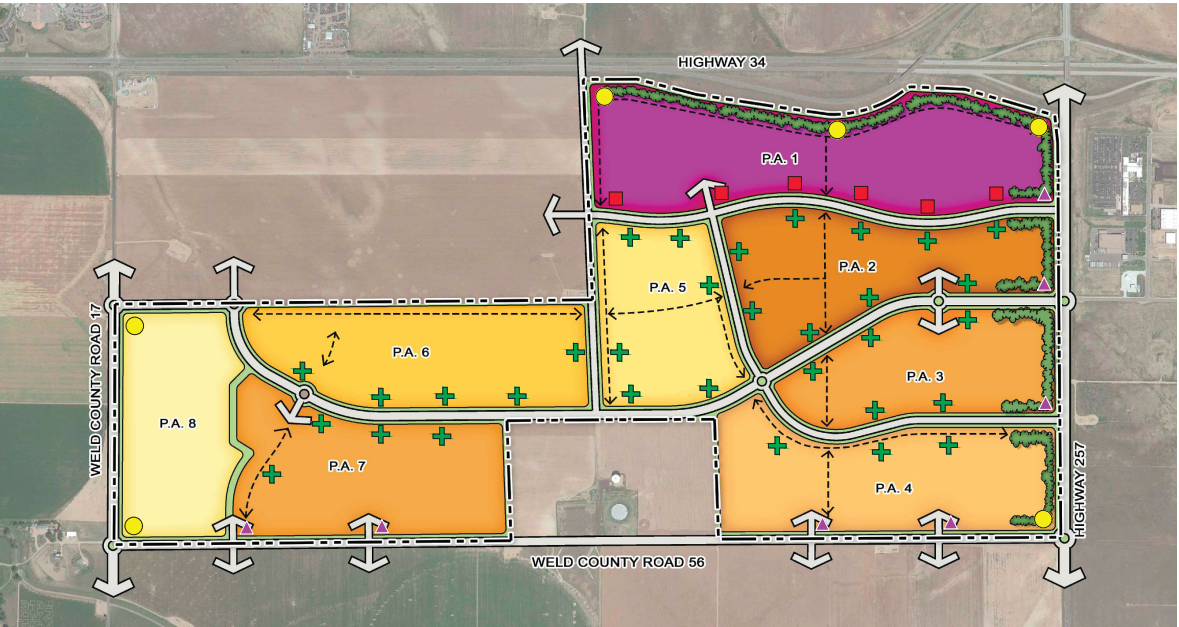 HIGHWAY 34
P.A. 1
P.A. 2
P.A. 5
WELD COUNTY ROAD 17
P.A. 6
P.A. 3
P.A. 8
P.A. 7
P.A. 4
HIGHWAY 257
WELD COUNTY ROAD 56